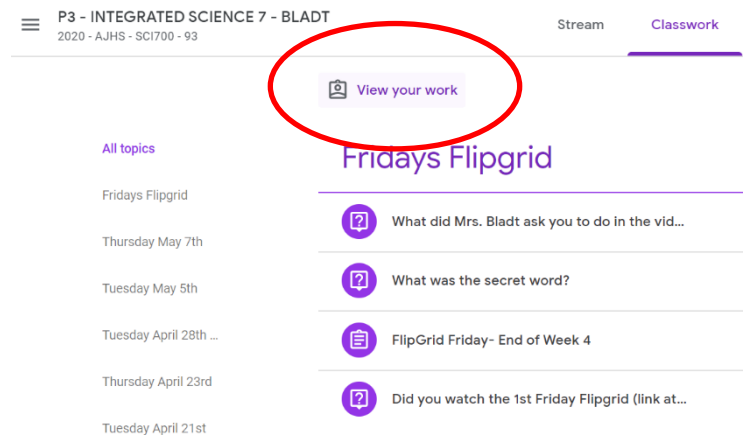 P3 - INTEGRATED SCIENCE 7 - BLADT
2020 - AJHS - SCI700 - 93
Stream
Classwork
View your work
All topics
Fridays Flipgrid
Thursday May 7th
Tuesday May 5th
Tuesday April 28th ...
Thursday April 23rd
Tuesday April 21st
Fridays Flipgrid
What did Mrs. Bladt ask you to do in the vid...
What was the secret word?
FlipGrid Friday- End of Week 4
Did you watch the 1st Friday Flipgrid (link at...